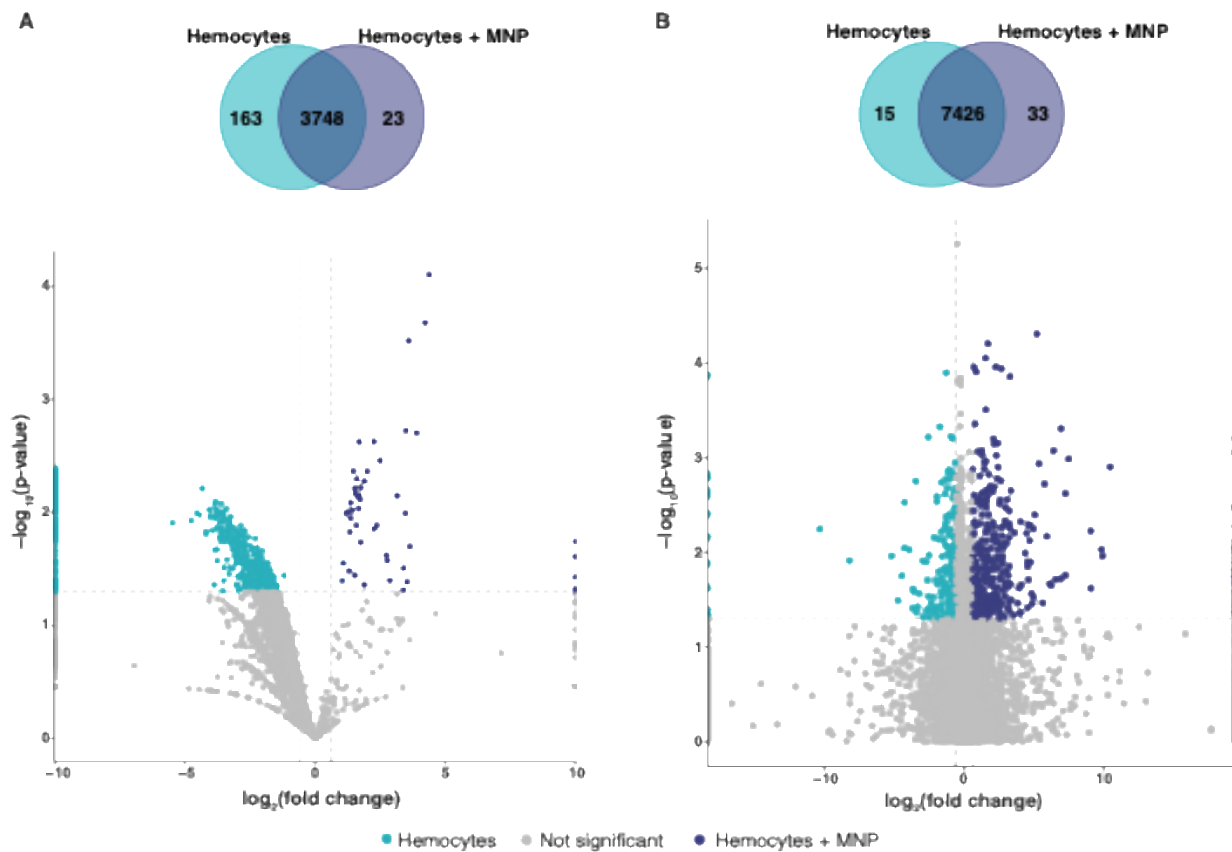 A
Hemocytes Hemocytes + MNP
163 3748 23
4
3
2
1
0
−log₁₀(p-value)
−10 −5 0 5 10
log₂(fold change)
B
Hemocytes Hemocytes + MNP
15 7426 33
5
4
3
2
1
0
−log₁₀(p-value)
−10 0 10
log₂(fold change)
Hemocytes Not significant Hemocytes + MNP